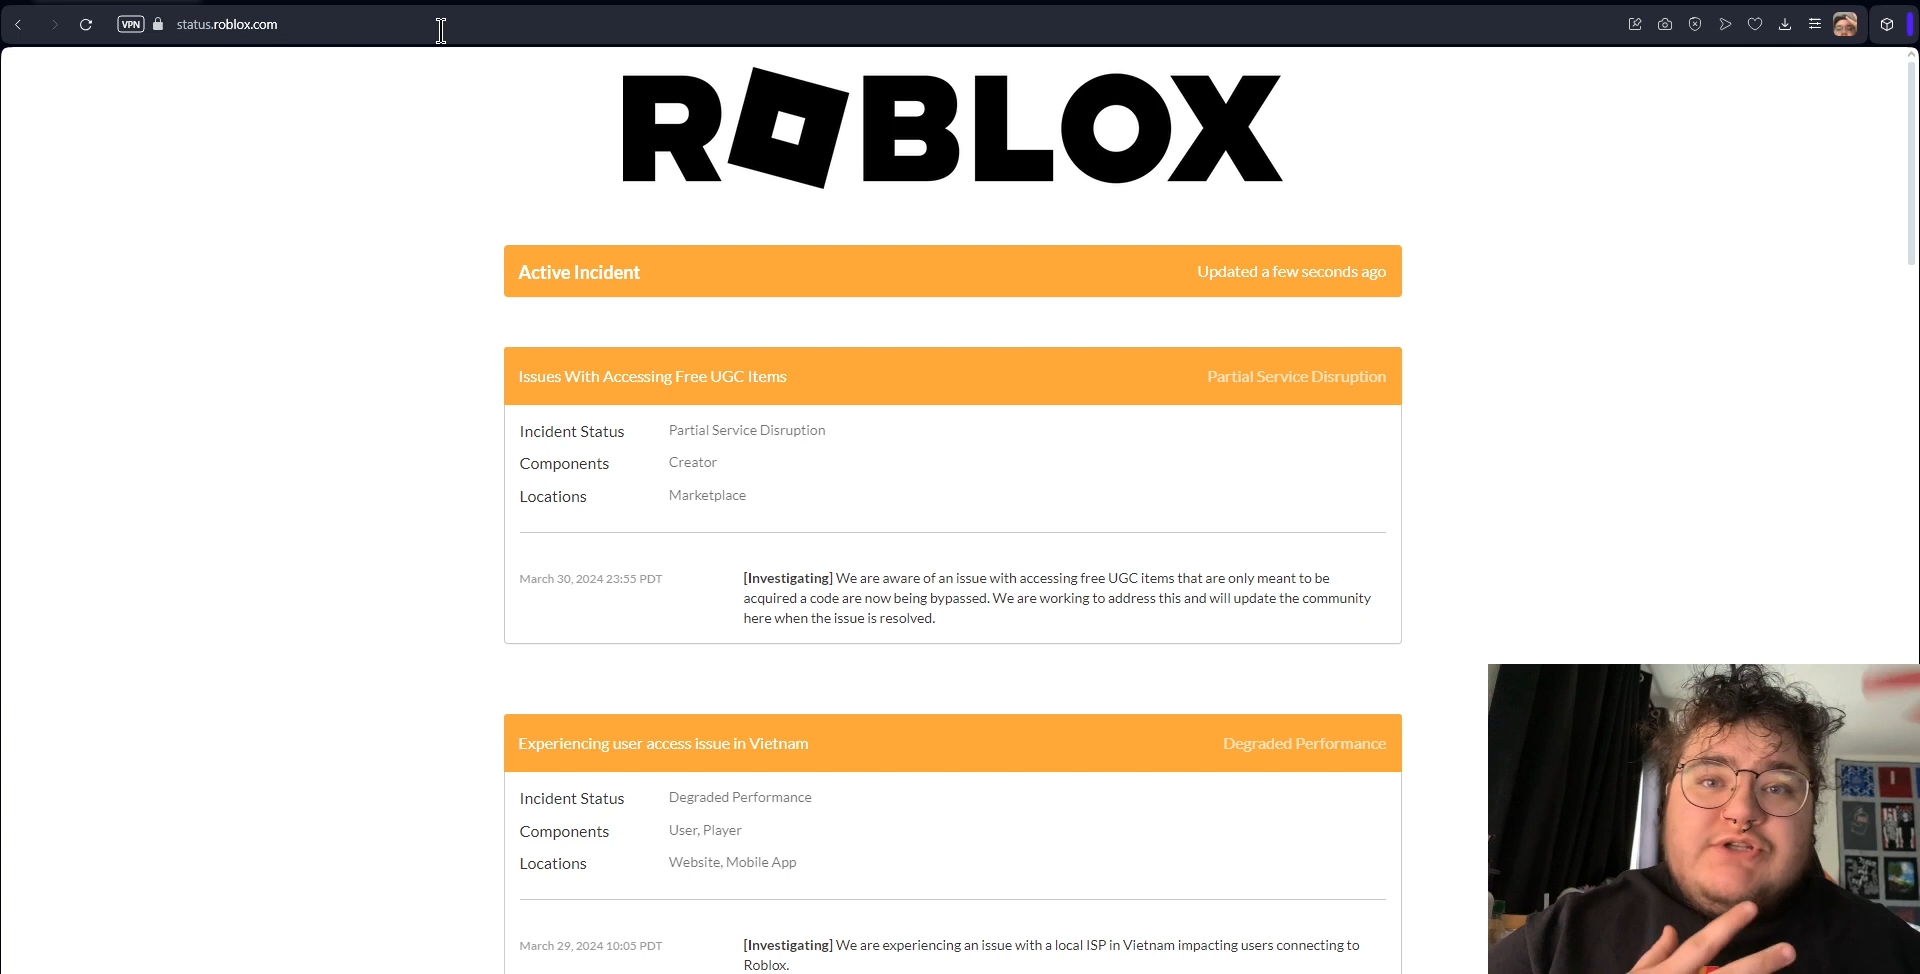 VPN
status.roblox.com
ROBLOX
Active Incident
Updated a few seconds ago
Issues With Accessing Free UGC Items
Partial Service Disruption
Incident Status
Partial Service Disruption
Components
Creator
Locations
Marketplace
March 30, 2024 23:55 PDT
[Investigating] We are aware of an issue with accessing free UGC items that are only meant to be
acquired a code are now being bypassed. We are working to address this and will update the community
here when the issue is resolved.
Experiencing user access issue in Vietnam
Degraded Performance
Incident Status
Degraded Performance
Components
User, Player
Locations
Website, Mobile App
March 29, 2024 10:05 PDT
[Investigating] We are experiencing an issue with a local ISP in Vietnam impacting users connecting to
Roblox.